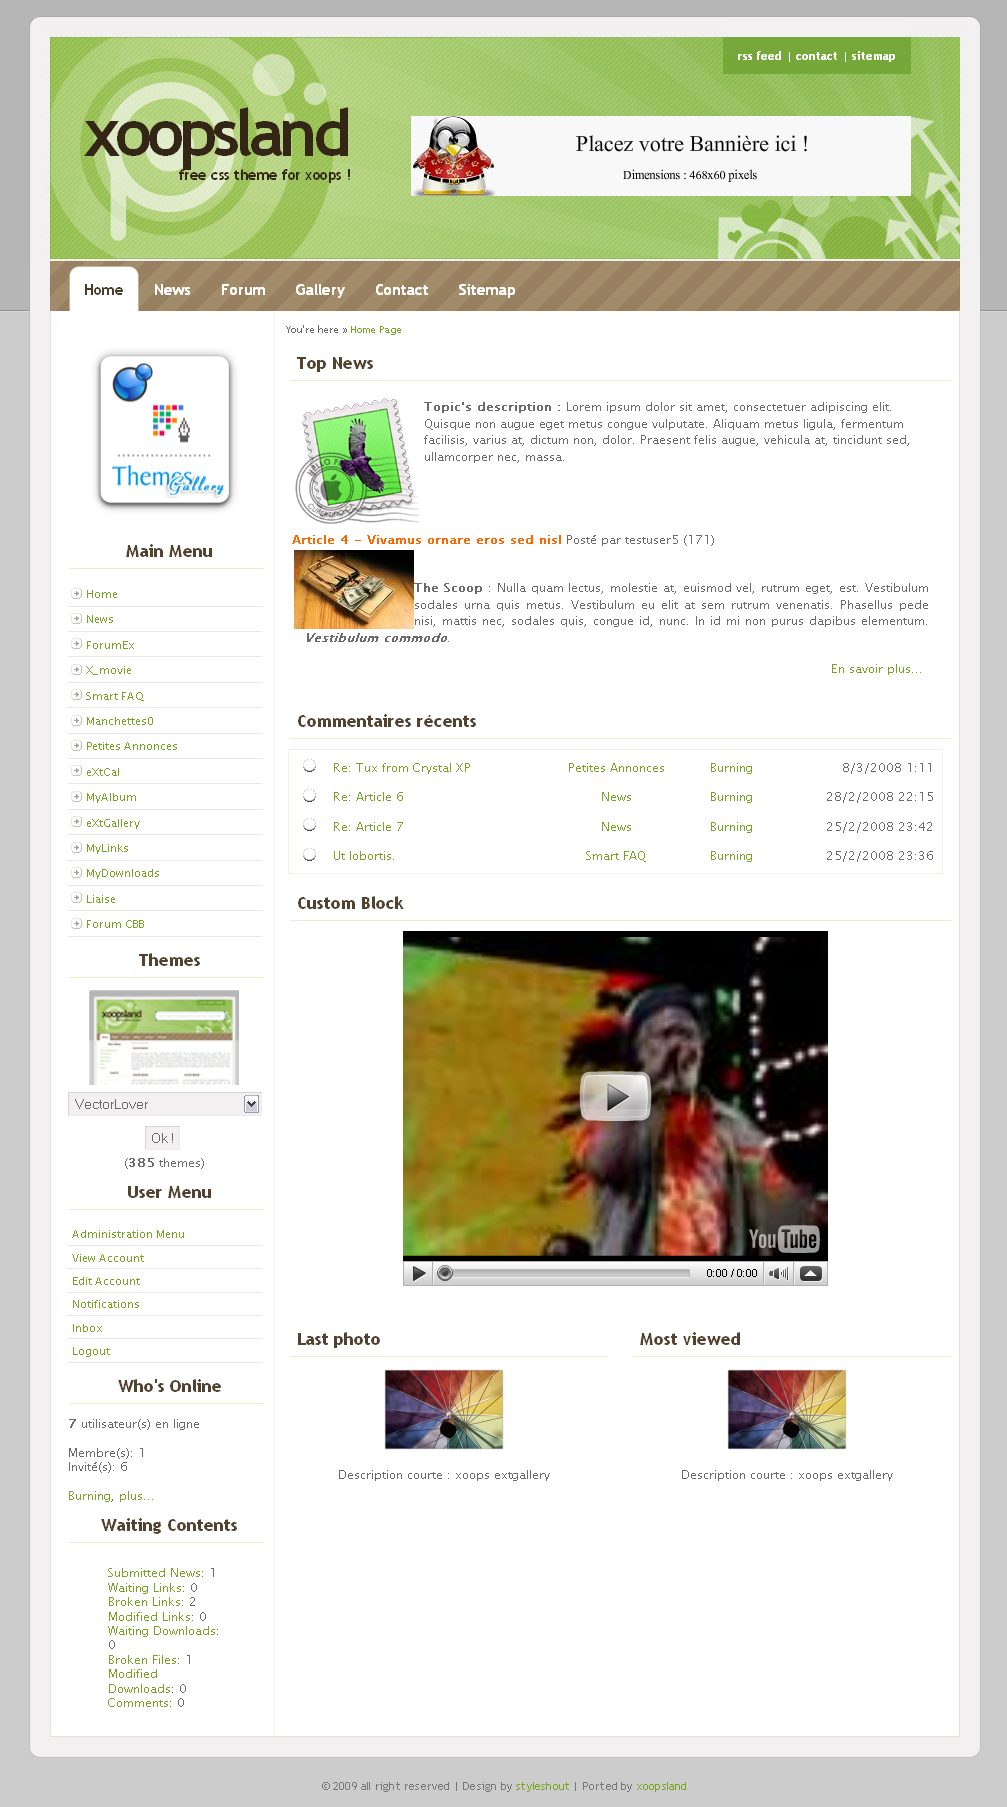 rss feed | contact | sitemap
xoopsland
free css theme for xoops !
Placez votre Bannière ici !
Dimensions : 468x60 pixels
Home News Forum Gallery Contact Sitemap
You're here » Home Page
Themes
Gallery
Main Menu
Home
News
ForumEx
X_movie
Smart FAQ
Manchettes0
Petites Annonces
eXtCal
MyAlbum
eXtGallery
MyLinks
MyDownloads
Liaise
Forum CBB
Themes
xoopsland
VectorLover
Ok !
(385 themes)
User Menu
Administration Menu
View Account
Edit Account
Notifications
Inbox
Logout
Who's Online
7 utilisateur(s) en ligne
Membre(s): 1
Invité(s): 6
Burning, plus...
Waiting Contents
Submitted News: 1
Waiting Links: 0
Broken Links: 2
Modified Links: 0
Waiting Downloads:
0
Broken Files: 1
Modified
Downloads: 0
Comments: 0
Top News
Topic's description : Lorem ipsum dolor sit amet, consectetuer adipiscing elit.
Quisque non augue eget metus congue vulputate. Aliquam metus ligula, fermentum
facilisis, varius at, dictum non, dolor. Praesent felis augue, vehicula at, tincidunt sed,
ullamcorper nec, massa.
Article 4 - Vivamus ornare eros sed nisl Posté par testuser5 (171)
The Scoop : Nulla quam lectus, molestie at, euismod vel, rutrum eget, est. Vestibulum
sodales urna quis metus. Vestibulum eu elit at sem rutrum venenatis. Phasellus pede
nisi, mattis nec, sodales quis, congue id, nunc. In id mi non purus dapibus elementum.
Vestibulum commodo.
En savoir plus...
Commentaires récents
Re: Tux from Crystal XP Petites Annonces Burning 8/3/2008 1:11
Re: Article 6 News Burning 28/2/2008 22:15
Re: Article 7 News Burning 25/2/2008 23:42
Ut lobortis. Smart FAQ Burning 25/2/2008 23:36
Custom Block
YouTube
0:00 / 0:00
Last photo
Description courte : xoops extgallery
Most viewed
Description courte : xoops extgallery
© 2009 all right reserved | Design by styleshout | Ported by xoopsland